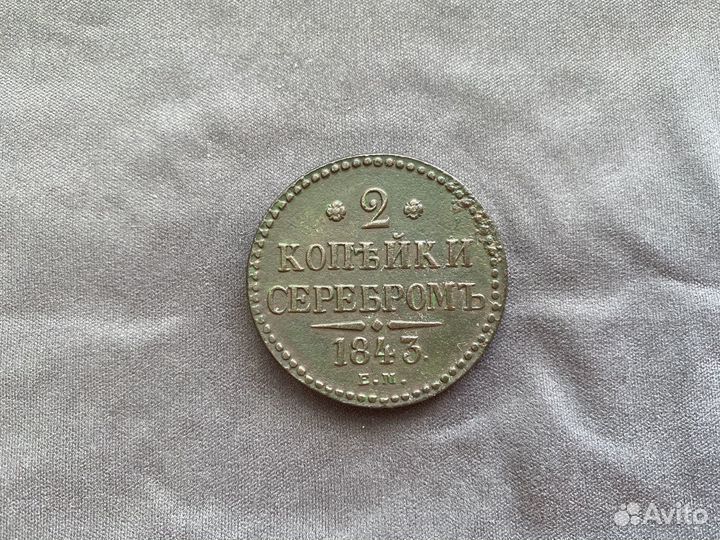 2
КОПѢЙКИ
СЕРЕБРОМЪ
1843.
Е.М.
Avito